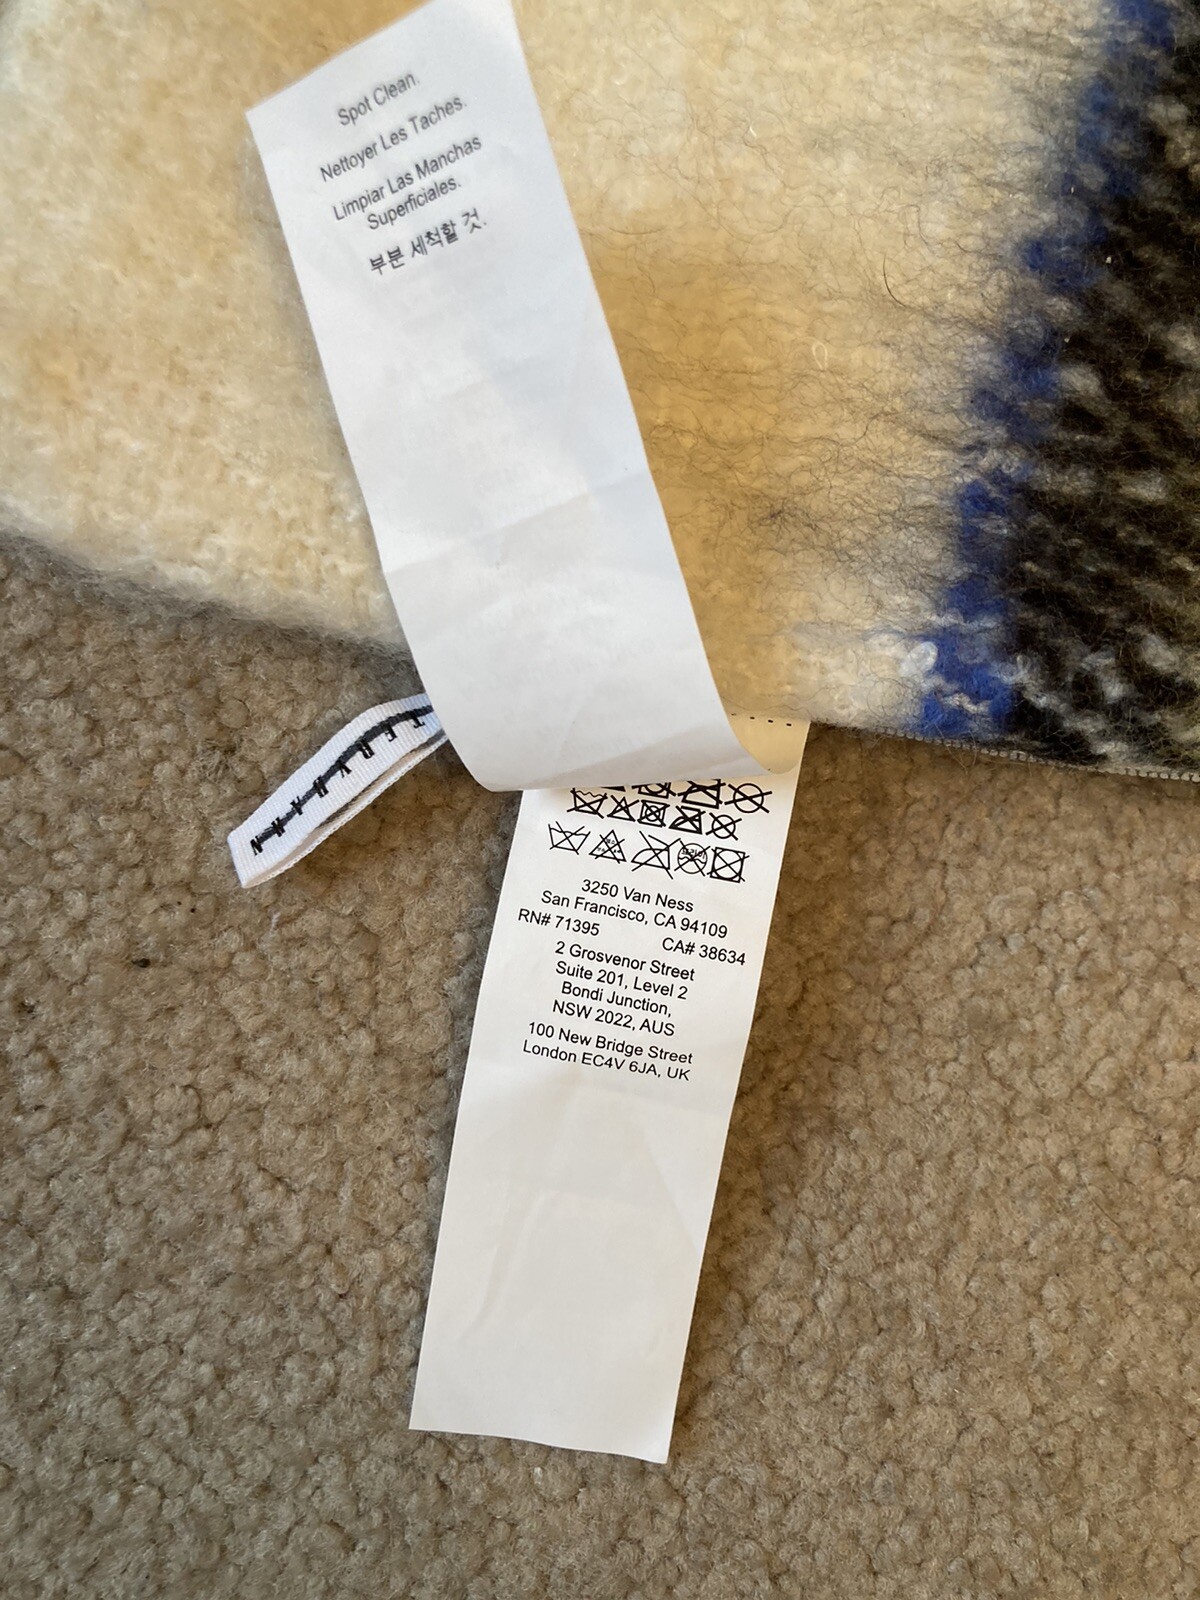 Spot Clean.
Nettoyer Les Taches.
Limpiar Las Manchas
Superficiales.
부분 세척할 것.
3250 Van Ness
San Francisco, CA 94109
RN# 71395 CA# 38634
2 Grosvenor Street
Suite 201, Level 2
Bondi Junction,
NSW 2022, AUS
100 New Bridge Street
London EC4V 6JA, UK